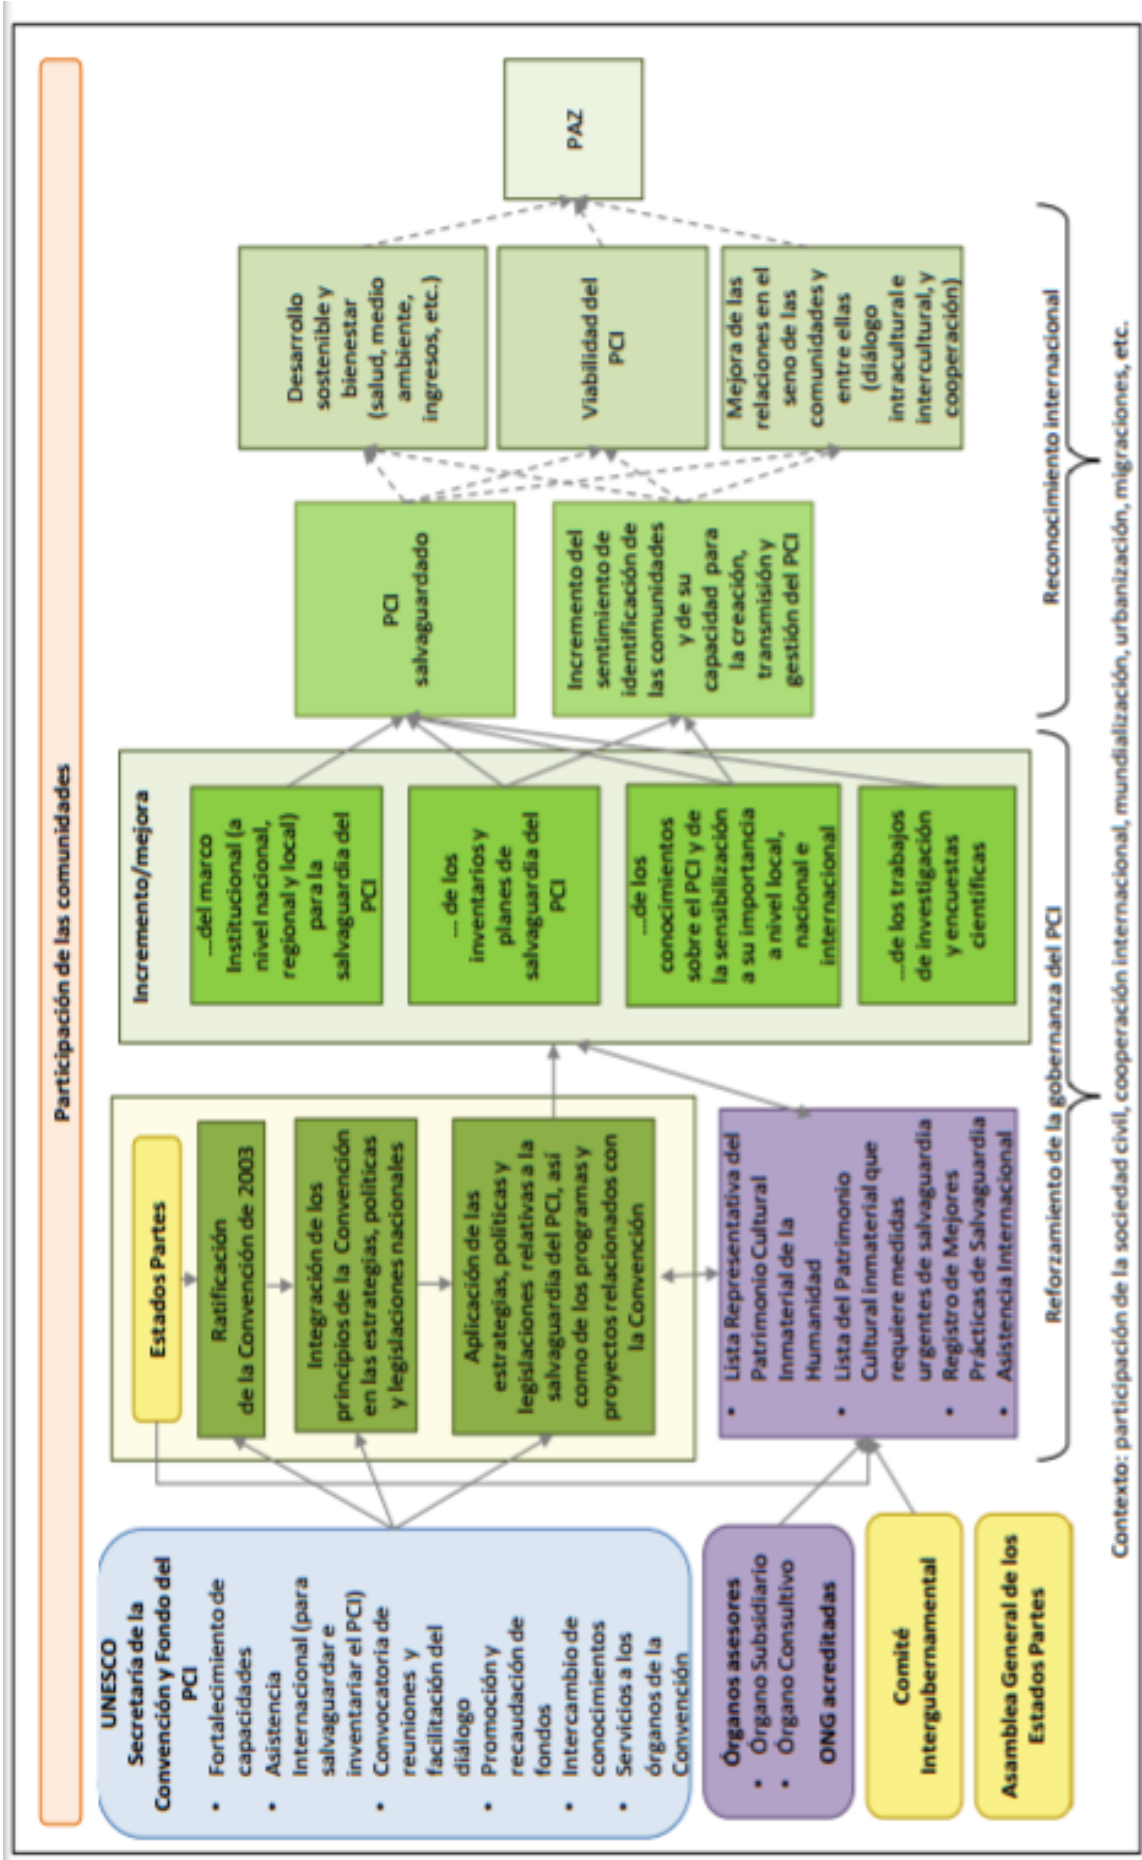 Participación de las comunidades
UNESCO
Secretaría de la
Convención y Fondo del
PCI
• Fortalecimiento de
capacidades
• Asistencia
Internacional (para
salvaguardar e
inventariar el PCI)
• Convocatoria de
reuniones y
facilitación del
diálogo
• Promoción y
recaudación de
fondos
• Intercambio de
conocimientos
• Servicios a los
órganos de la
Convención
Órganos asesores
• Órgano Subsidiario
• Órgano Consultivo
ONG acreditadas
Comité
Intergubernamental
Asamblea General de los
Estados Partes
Estados Partes
Ratificación
de la Convención de 2003
Integración de los
principios de la Convención
en las estrategias, políticas
y legislaciones nacionales
Aplicación de las
estrategias, políticas y
legislaciones relativas a la
salvaguardia del PCI, así
como de los programas y
proyectos relacionados con
la Convención
• Lista Representativa del
Patrimonio Cultural
Inmaterial de la
Humanidad
• Lista del Patrimonio
Cultural inmaterial que
requiere medidas
urgentes de salvaguardia
• Registro de Mejores
Prácticas de Salvaguardia
• Asistencia Internacional
Incremento/mejora
...del marco
Institucional (a
nivel nacional,
regional y local)
para la
salvaguardia del
PCI
... de los
inventarios y
planes de
salvaguardia del
PCI
...de los
conocimientos
sobre el PCI y de
la sensibilización
a su importancia
a nivel local,
nacional e
internacional
...de los trabajos
de investigación
y encuestas
científicas
PCI
salvaguardado
Incremento del
sentimiento de
identificación de
las comunidades
y de su
capacidad para
la creación,
transmisión y
gestión del PCI
Desarrollo
sostenible y
bienestar
(salud, medio
ambiente,
ingresos, etc.)
Viabilidad del
PCI
Mejora de las
relaciones en el
seno de las
comunidades y
entre ellas
(diálogo
intracultural e
intercultural, y
cooperación)
PAZ
Reforzamiento de la gobernanza del PCI
Reconocimiento internacional
Contexto: participación de la sociedad civil, cooperación internacional, mundialización, urbanización, migraciones, etc.